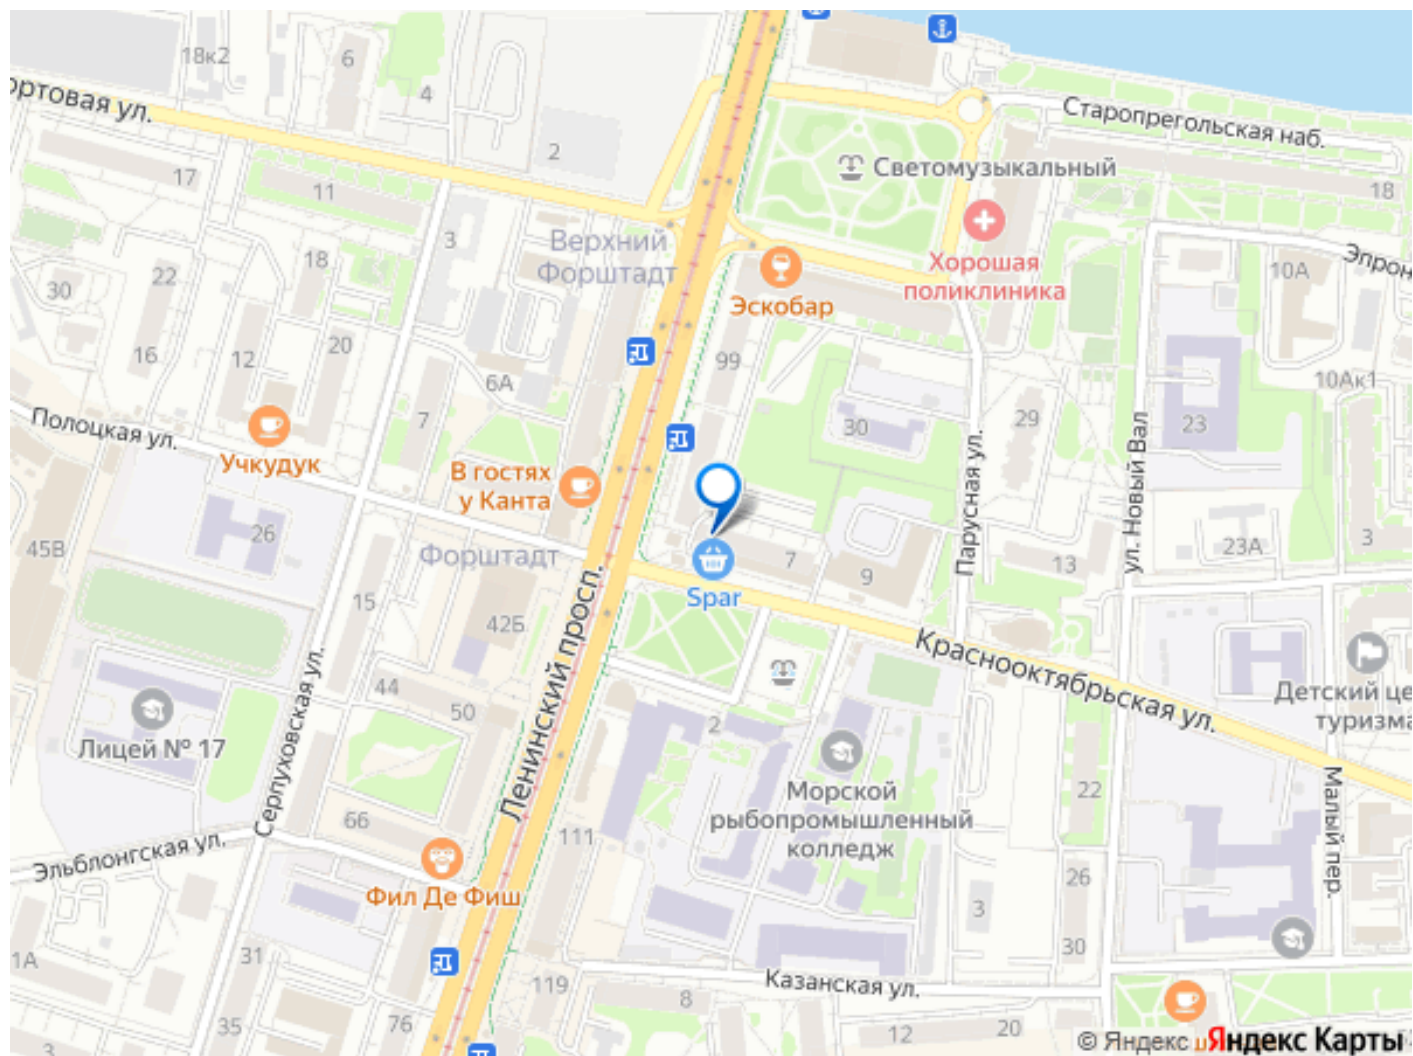 18к2
6
4
ортовая ул.
2
17
11
Старопрегольская наб.
Светомузыкальный
18
3
Верхний
Форштадт
Хорошая
поликлиника
Эскобар
Эпрон
10А
30
22
18
16
12
20
6А
99
10Ак1
7
30
29
23
Полоцкая ул.
Учкудук
В гостях
у Канта
Парусная ул.
ул. Новый Вал
26
45В
Форштадт
7
9
13
23А
3
Spar
15
42Б
Ленинский просп.
Краснооктябрьская ул.
Детский це
туризма
44
50
2
Лицей № 17
Серпуховская ул.
Морской
рыбопромышленный
колледж
22
Малый пер.
66
111
Эльблонгская ул.
Фил Де Фиш
26
3
30
1А
31
119
8
Казанская ул.
35
76
12
20
3
© Яндекс
Яндекс Карты